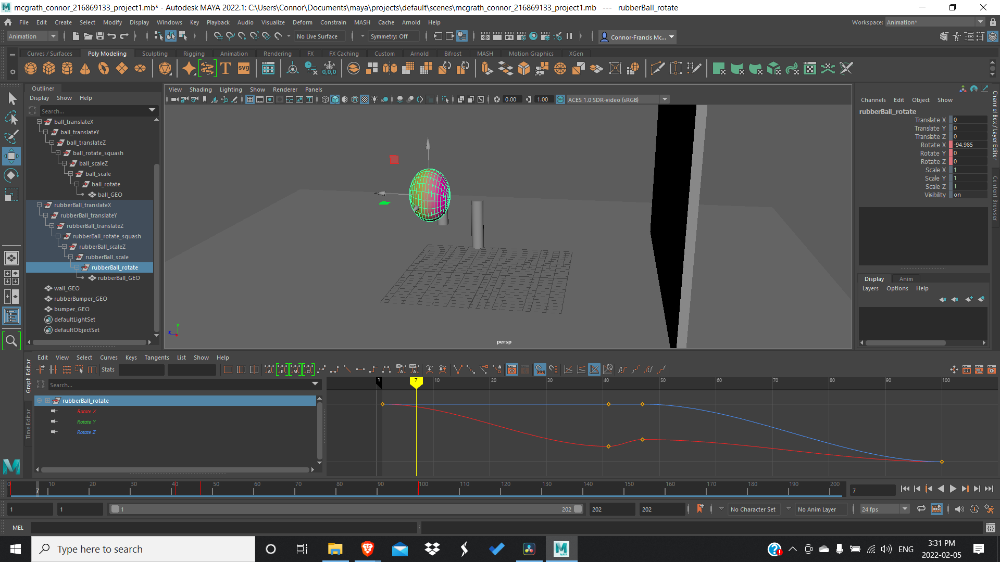 mcgrath_connor_216869133_project1.mb* - Autodesk MAYA 2022.1: C:\Users\Connor\Documents\maya\projects\default\scenes\mcgrath_connor_216869133_project1.mb --- rubberBall_rotate
File Edit Create Select Modify Display Windows Key Playback Audio Visualize Deform Constrain MASH Cache Arnold Help Workspace: Animation*
Animation No Live Surface Symmetry: Off IPR Connor-Francis Mc...
Curves / Surfaces Poly Modeling Sculpting Rigging Animation Rendering FX FX Caching Custom Arnold Bifrost MASH Motion Graphics XGen
T svg 0,0,0
Outliner
Display Show Help
Search...
ball_translateX
ball_translateY
ball_translateZ
ball_rotate_squash
ball_scaleZ
ball_scale
ball_rotate
ball_GEO
rubberBall_translateX
rubberBall_translateY
rubberBall_translateZ
rubberBall_rotate_squash
rubberBall_scaleZ
rubberBall_scale
rubberBall_rotate
rubberBall_GEO
wall_GEO
rubberBumper_GEO
bumper_GEO
defaultLightSet
defaultObjectSet
View Shading Lighting Show Renderer Panels
0.00 1.00 ACES 1.0 SDR-video (sRGB)
y
z
persp
Channels Edit Object Show
rubberBall_rotate
Translate X 0
Translate Y 0
Translate Z 0
Rotate X -94.985
Rotate Y 0
Rotate Z 0
Scale X 1
Scale Y 1
Scale Z 1
Visibility on
Channel Box / Layer Editor
Content Browser
Display Anim
Layers Options Help
Graph Editor
Time Editor
Edit View Select Curves Keys Tangents List Show Help
Stats
Search...
rubberBall_rotate
Rotate X
Rotate Y
Rotate Z
1 7 10 20 30 40 50 60 70 80 90 100
0 7 10 20 30 40 50 60 70 80 90 100 110 120 130 140 150 160 170 180 190 200 7
1 1 1 202 202 202 No Character Set No Anim Layer 24 fps
MEL
Type here to search
MAYA
ENG
3:31 PM
2022-02-05